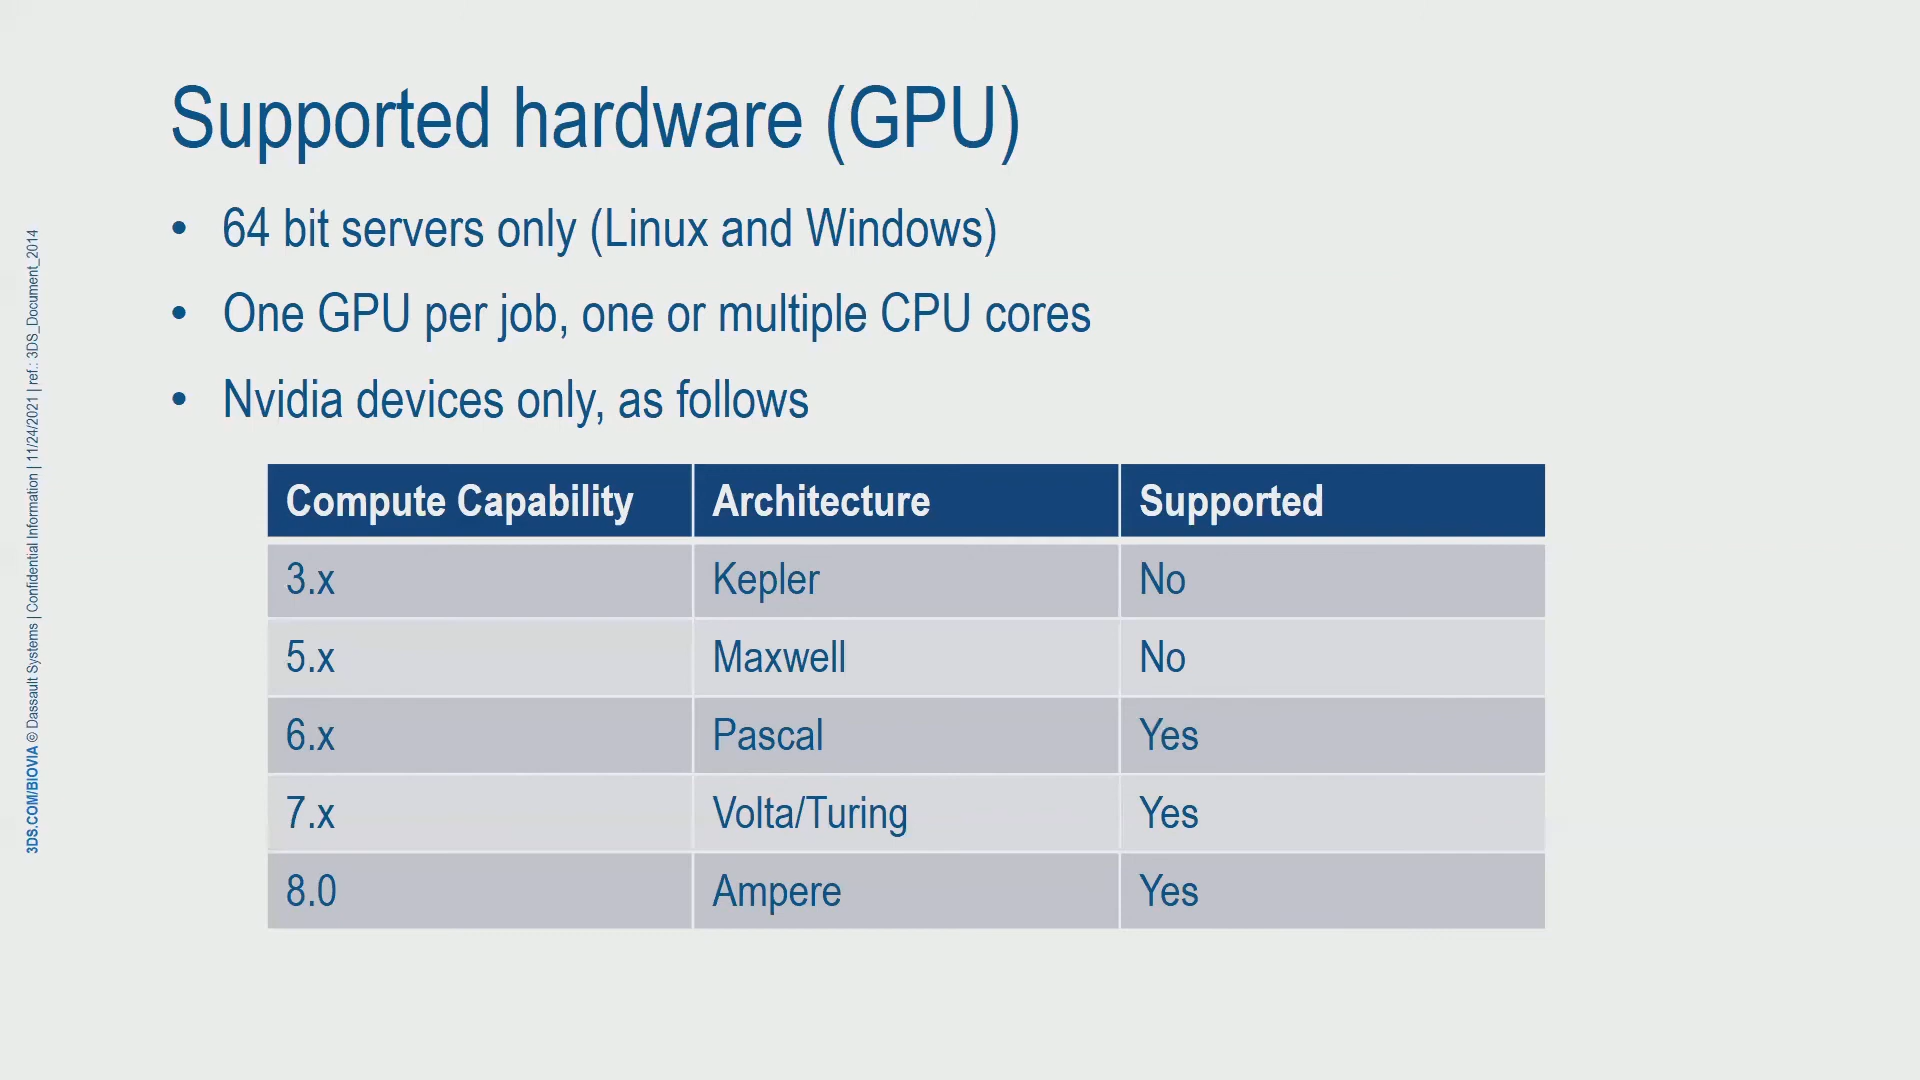 Supported hardware (GPU)
• 64 bit servers only (Linux and Windows)
• One GPU per job, one or multiple CPU cores
• Nvidia devices only, as follows
Compute Capability Architecture Supported
3.x Kepler No
5.x Maxwell No
6.x Pascal Yes
7.x Volta/Turing Yes
8.0 Ampere Yes
3DS.COM/BIOVIA © Dassault Systems | Confidential Information | 11/24/2021 | ref.: 3DS_Document_2014